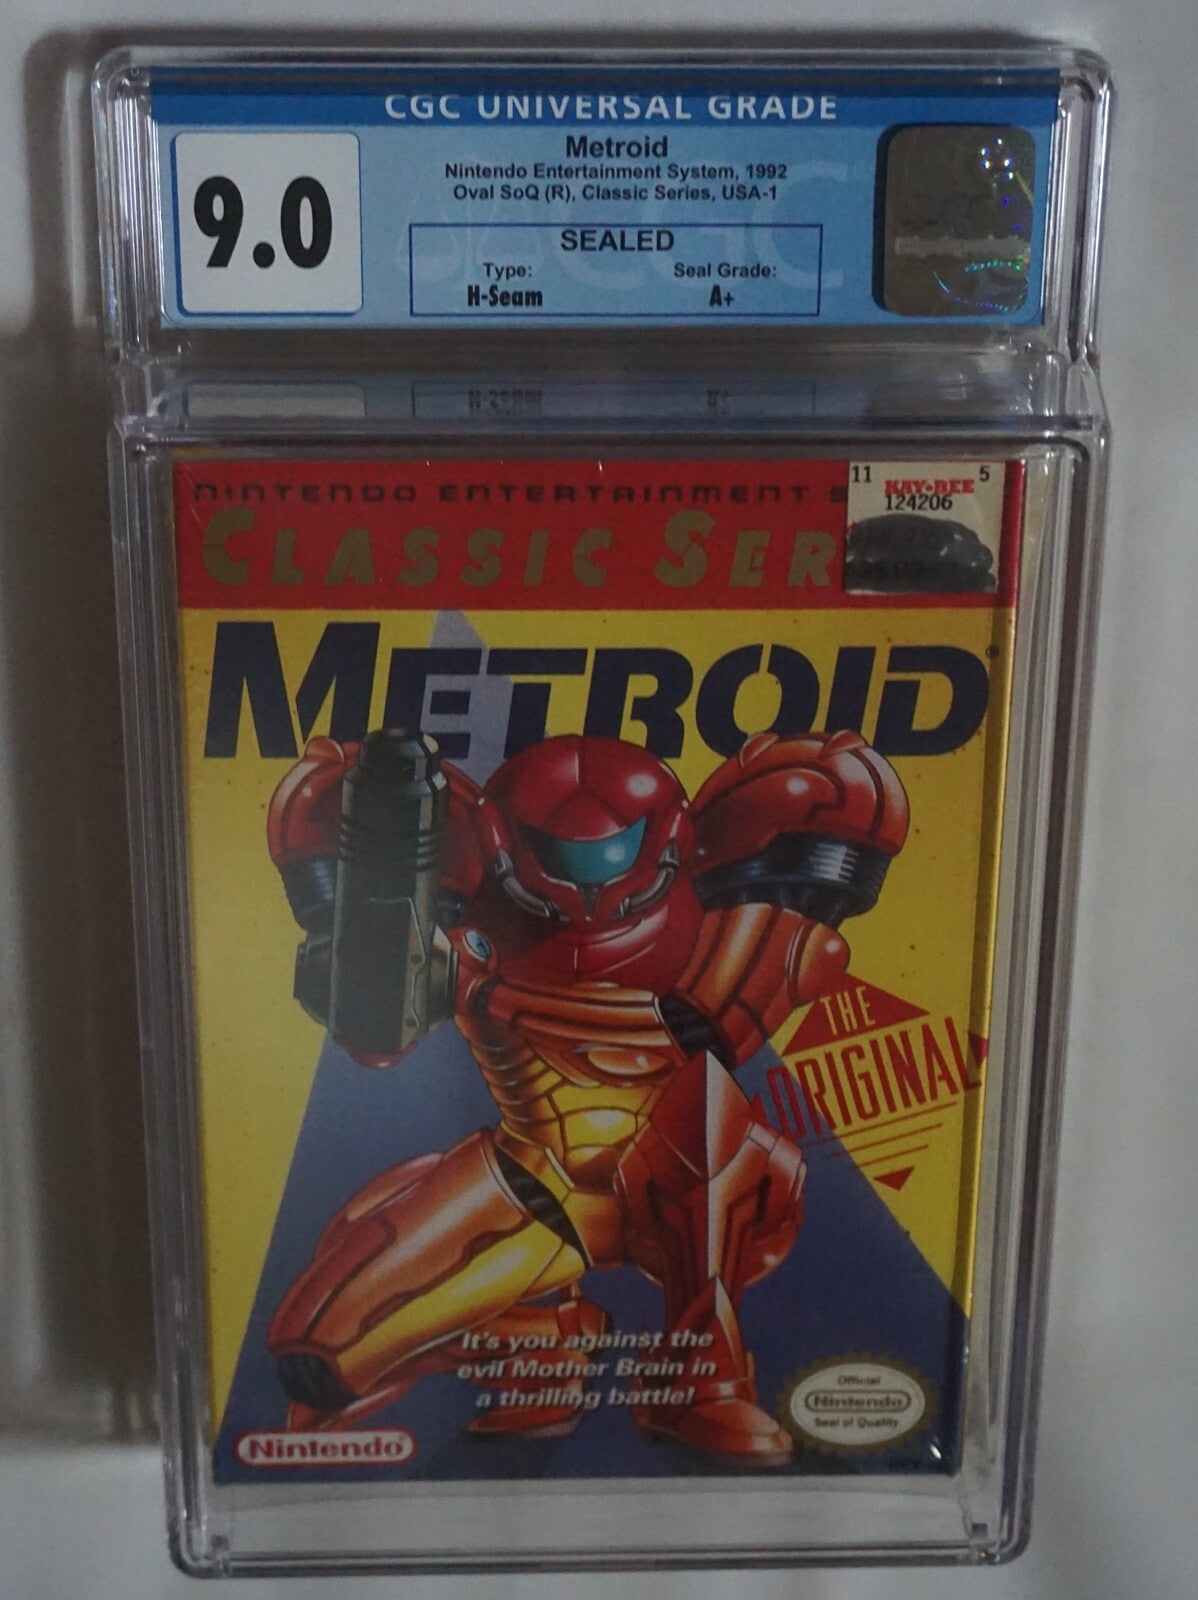 CGC UNIVERSAL GRADE
9.0
Metroid
Nintendo Entertainment System, 1992
Oval SoQ (R), Classic Series, USA-1
SEALED
Type:
Seal Grade:
H-Seam
A+
NINTENDO ENTERTAINMENT S
CLASSIC SER
11
5
KAY•BEE
124206
METROID®
THE
ORIGINAL
It's you against the
evil Mother Brain in
a thrilling battle!
Nintendo
Official
Nintendo
Seal of Quality